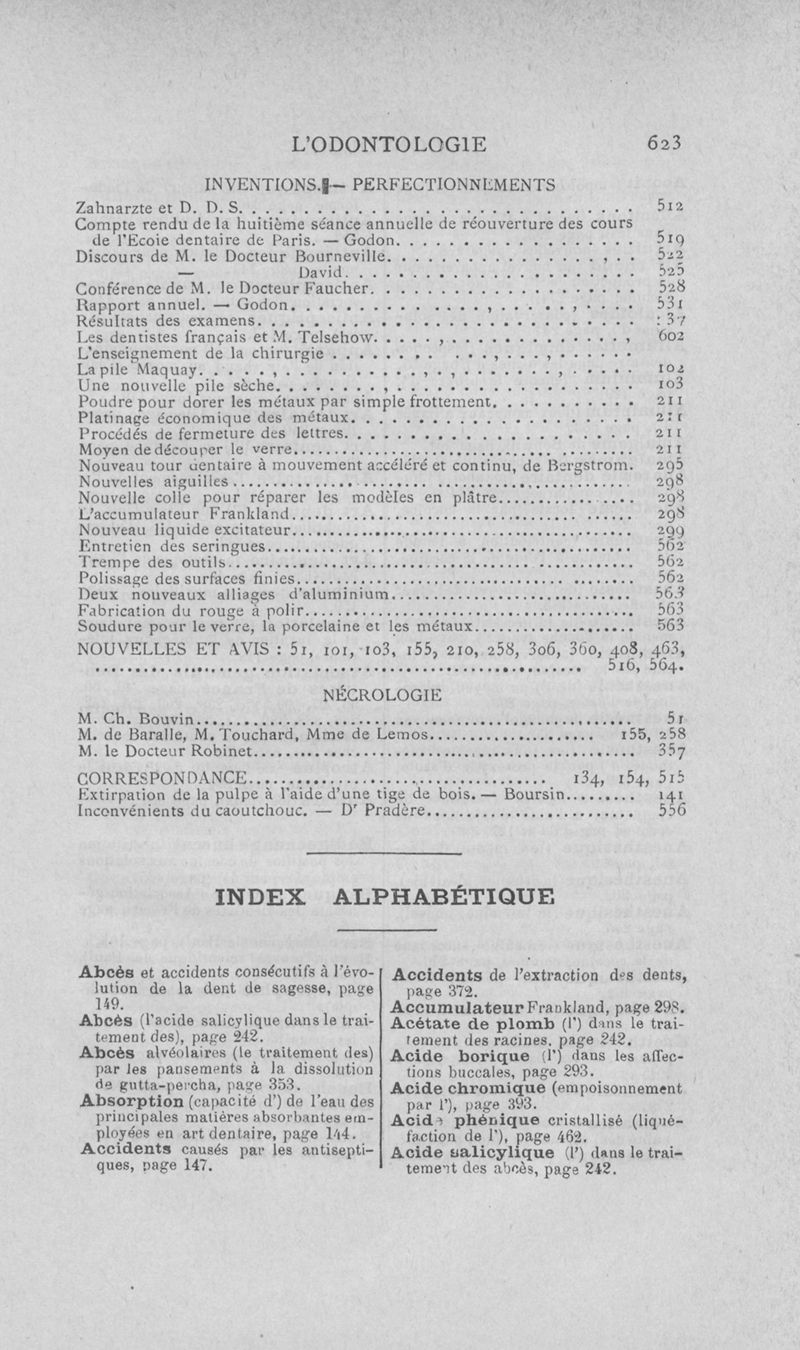 L'ODONTOLOGIE 623
INVENTIONS. — PERFECTIONNEMENTS
Zahnarzte et D. D. S. 512
Compte rendu de la huitième séance annuelle de réouverture des cours
de l'Ecole dentaire de Paris. — Godon. 519
Discours de M. le Docteur Bourneville. 522
— David. 525
Conférence de M. le Docteur Faucher. 528
Rapport annuel. — Godon. 531
Résultats des examens. 37
Les dentistes français et M. Telsehow. 602
L'enseignement de la chirurgie
La pile Maquay. 102
Une nouvelle pile sèche. 103
Poudre pour dorer les métaux par simple frottement. 211
Platinage économique des métaux. 211
Procédés de fermeture des lettres. 211
Moyen de découper le verre. 211
Nouveau tour dentaire à mouvement accéléré et continu, de Bergstrom. 295
Nouvelles aiguilles 298
Nouvelle colle pour réparer les modèles en plâtre. 298
L'accumulateur Frankland. 298
Nouveau liquide excitateur. 299
Entretien des seringues. 562
Trempe des outils. 562
Polissage des surfaces finies. 562
Deux nouveaux alliages d'aluminium. 563
Fabrication du rouge à polir. 563
Soudure pour le verre, la porcelaine et les métaux. 563
NOUVELLES ET AVIS : 51, 101, 103, 155, 210, 258, 306, 360, 408, 463,
516, 564.
NÉCROLOGIE
M. Ch. Bouvin. 51
M. de Baralle, M. Touchard, Mme de Lemos. 155, 258
M. le Docteur Robinet. 357
CORRESPONDANCE. 134, 154, 515
Extirpation de la pulpe à l'aide d'une tige de bois. — Boursin. 141
Inconvénients du caoutchouc. — Dr Pradère. 556
INDEX ALPHABÉTIQUE
Abcès et accidents consécutifs à l'évo-
lution de la dent de sagesse, page
149.
Abcès (l'acide salicylique dans le trai-
tement des), page 242.
Abcès alvéolaires (le traitement des)
par les pansements à la dissolution
de gutta-percha, page 353.
Absorption (capacité d') de l'eau des
principales matières absorbantes em-
ployées en art dentaire, page 144.
Accidents causés par les antisepti-
ques, page 147.
Accidents de l'extraction des dents,
page 372.
Accumulateur Frankland, page 298.
Acétate de plomb (l') dans le trai-
tement des racines. page 242.
Acide borique (l') dans les affec-
tions buccales, page 293.
Acide chromique (empoisonnement
par l'), page 393.
Acide phénique cristallisé (liqué-
faction de l'), page 462.
Acide salicylique (l') dans le trai-
tement des abcès, page 242.